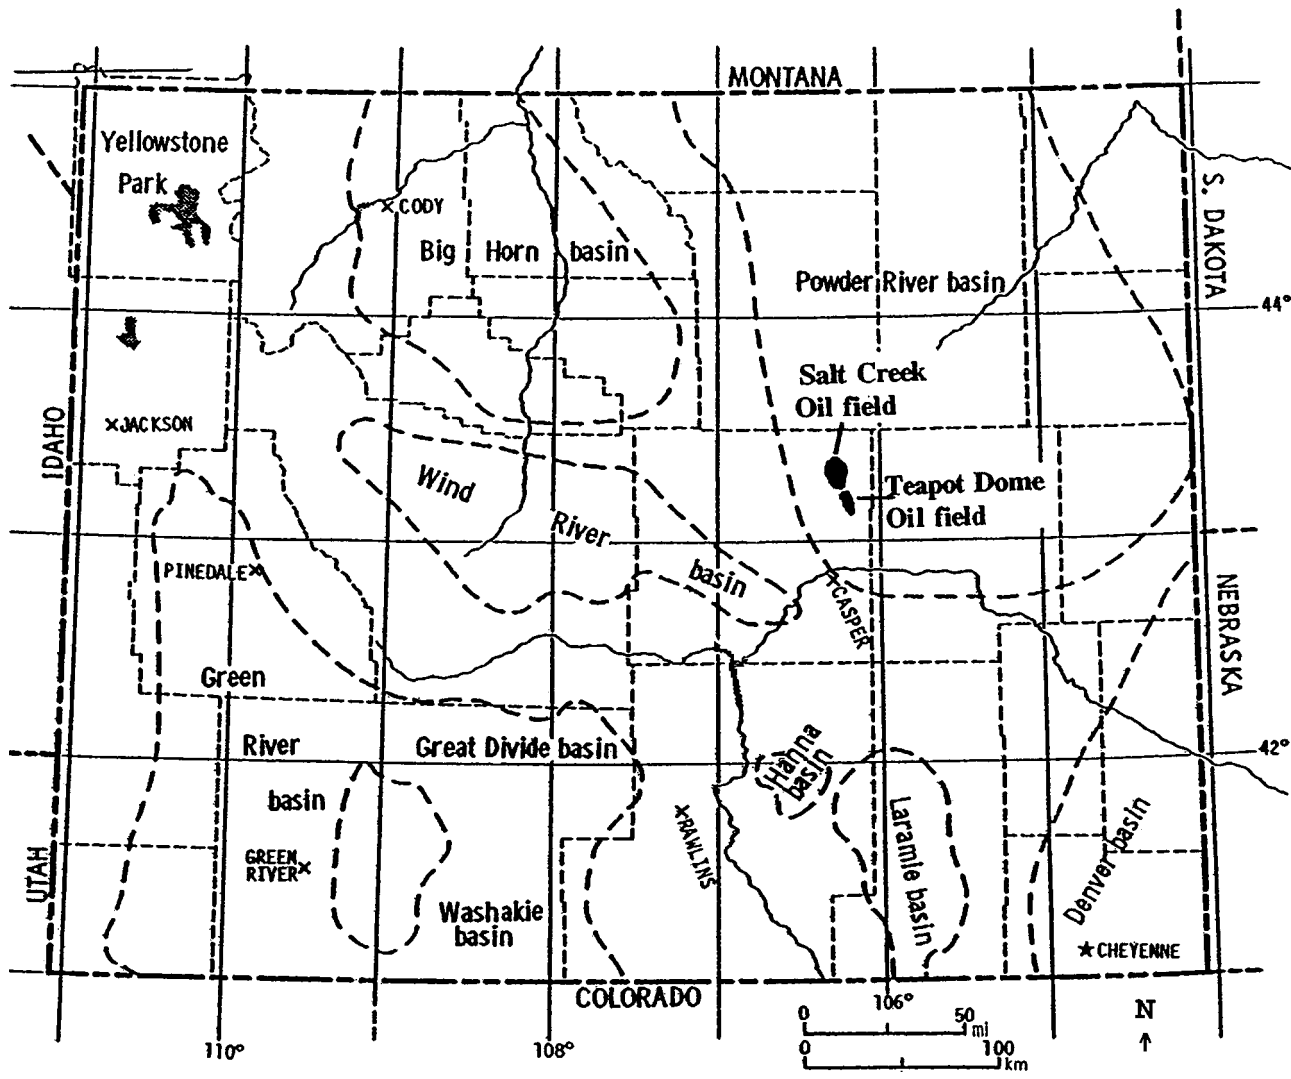 MONTANA
Yellowstone
Park
CODY
Big Horn basin
Powder River basin
S. DAKOTA
44°
Salt Creek
Oil field
IDAHO
JACKSON
Wind
River
basin
Teapot Dome
Oil field
PINEDALE
CASPER
NEBRASKA
Green
River
basin
Great Divide basin
Hanna
basin
42°
UTAH
GREEN
RIVER
RAWLINS
Laramie basin
Denver basin
Washakie
basin
CHEYENNE
COLORADO
106°
N
0 50
mi
0 100
km
110°
108°